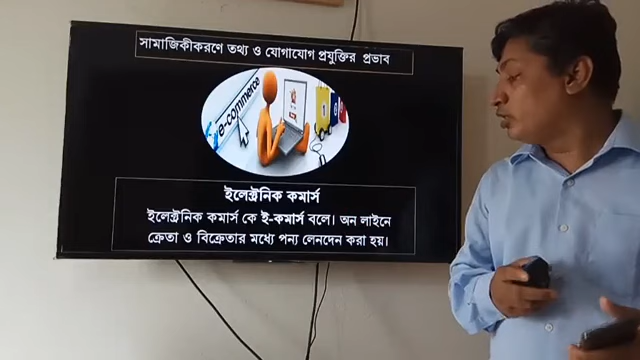 সামাজিকীকরণে তথ্য ও যোগাযোগ প্রযুক্তির প্রভাব
e-commerce
ইলেক্ট্রনিক কমার্স
ইলেক্ট্রনিক কমার্স কে ই-কমার্স বলে। অন লাইনে
ক্রেতা ও বিক্রেতার মধ্যে পন্য লেনদেন করা হয়।